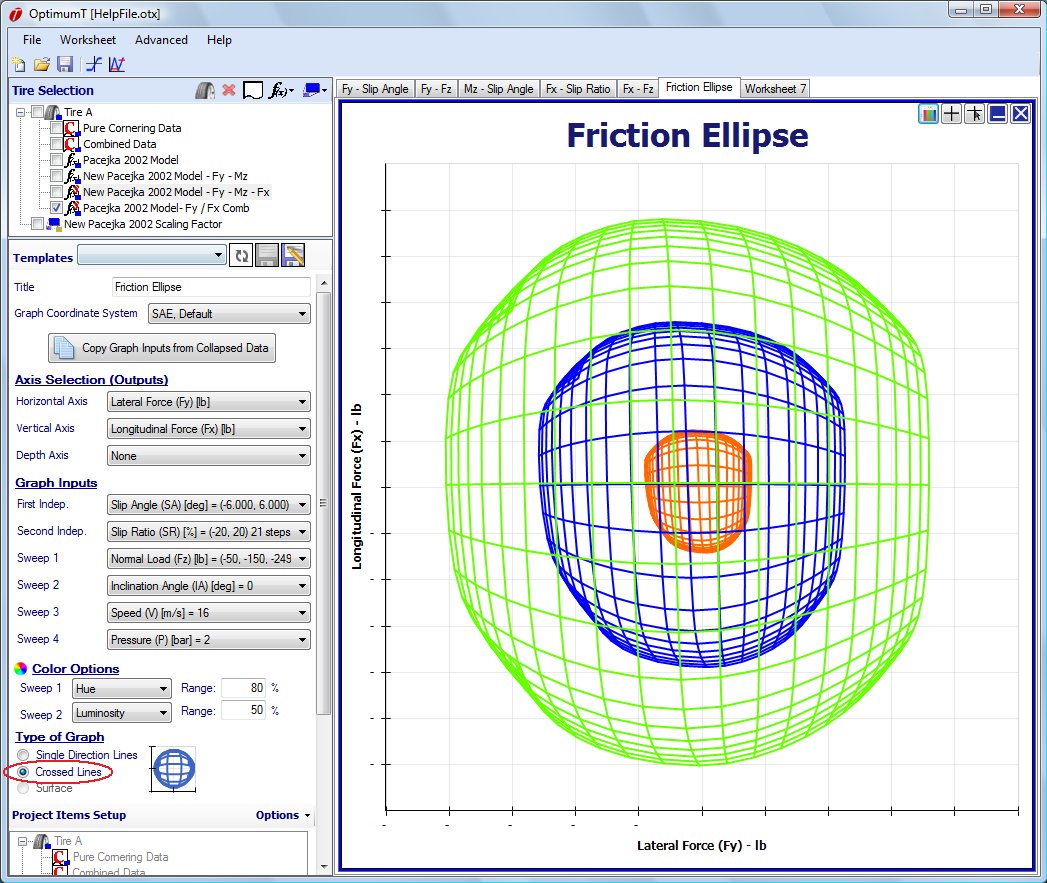 OptimumT [HelpFile.otx]
File Worksheet Advanced Help
Tire Selection
Tire A
Pure Cornering Data
Combined Data
Pacejka 2002 Model
New Pacejka 2002 Model - Fy - Mz
New Pacejka 2002 Model - Fy - Mz - Fx
Pacejka 2002 Model- Fy / Fx Comb
New Pacejka 2002 Scaling Factor
Templates
Title Friction Ellipse
Graph Coordinate System SAE, Default
Copy Graph Inputs from Collapsed Data
Axis Selection (Outputs)
Horizontal Axis Lateral Force (Fy) [lb]
Vertical Axis Longitudinal Force (Fx) [lb]
Depth Axis None
Graph Inputs
First Indep. Slip Angle (SA) [deg] = (-6.000, 6.000)
Second Indep. Slip Ratio (SR) [%] = (-20, 20) 21 steps
Sweep 1 Normal Load (Fz) [lb] = (-50, -150, -249
Sweep 2 Inclination Angle (IA) [deg] = 0
Sweep 3 Speed (V) [m/s] = 16
Sweep 4 Pressure (P) [bar] = 2
Color Options
Sweep 1 Hue Range: 80 %
Sweep 2 Luminosity Range: 50 %
Type of Graph
Single Direction Lines
Crossed Lines
Surface
Project Items Setup Options
Tire A
Pure Cornering Data
Combined Data
Fy - Slip Angle Fy - Fz Mz - Slip Angle Fx - Slip Ratio Fx - Fz Friction Ellipse Worksheet 7
Friction Ellipse
Longitudinal Force (Fx) - lb
Lateral Force (Fy) - lb